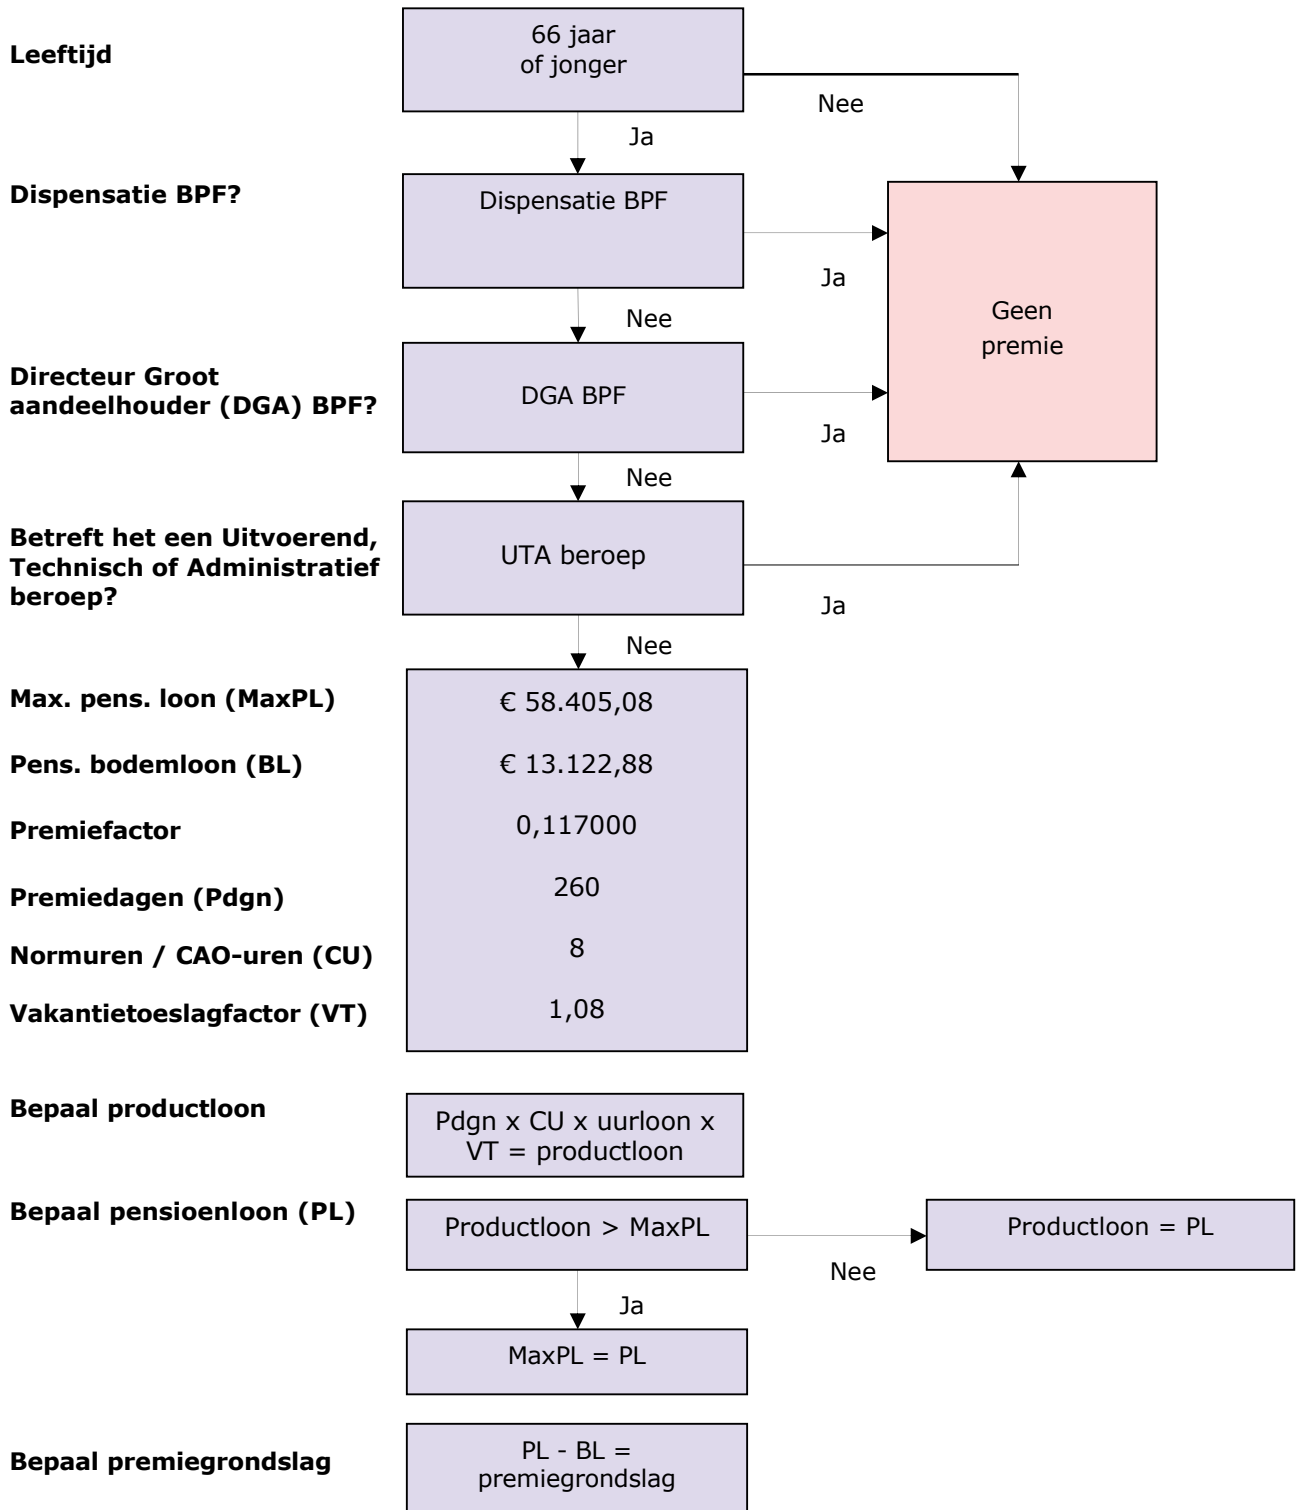 Leeftijd
66 jaar
of jonger
Nee
Ja
Dispensatie BPF?
Dispensatie BPF
Ja
Nee
Geen
premie
Directeur Groot
aandeelhouder (DGA) BPF?
DGA BPF
Ja
Nee
Betreft het een Uitvoerend,
Technisch of Administratief
beroep?
UTA beroep
Ja
Nee
Max. pens. loon (MaxPL)
€ 58.405,08
Pens. bodemloon (BL)
€ 13.122,88
Premiefactor
0,117000
Premiedagen (Pdgn)
260
Normuren / CAO-uren (CU)
8
Vakantietoeslagfactor (VT)
1,08
Bepaal productloon
Pdgn x CU x uurloon x
VT = productloon
Bepaal pensioenloon (PL)
Productloon > MaxPL
Nee
Productloon = PL
Ja
MaxPL = PL
Bepaal premiegrondslag
PL - BL =
premiegrondslag